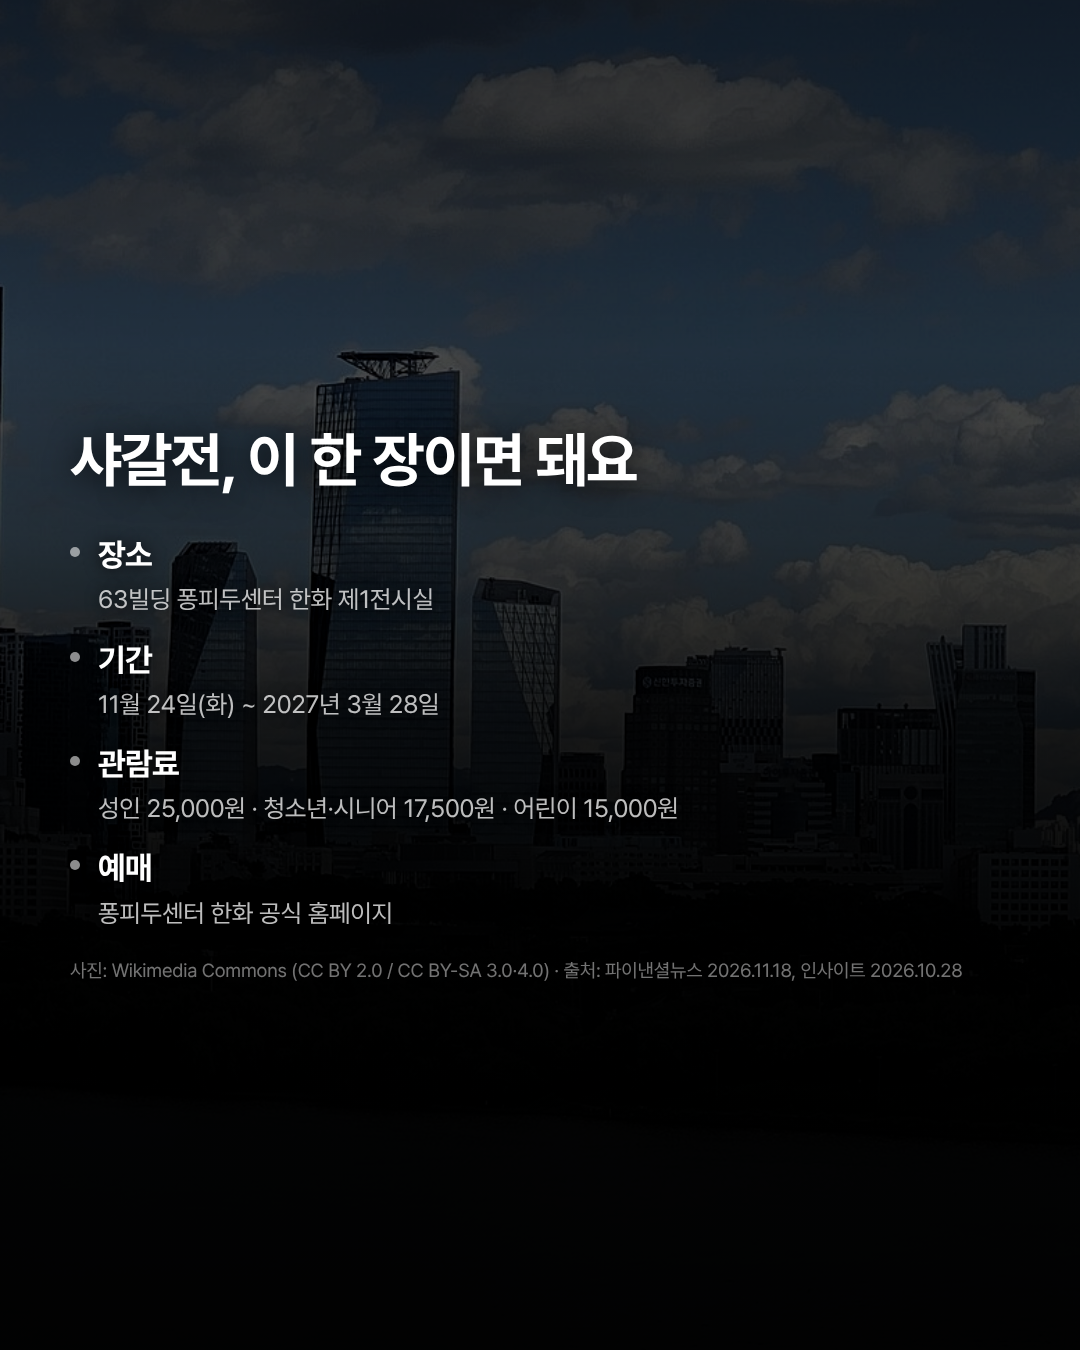 샤갈전, 이 한 장이면 돼요
장소
63빌딩 퐁피두센터 한화 제1전시실
기간
11월 24일(화) ~ 2027년 3월 28일
관람료
성인 25,000원 · 청소년·시니어 17,500원 · 어린이 15,000원
신한투자증권
예매
퐁피두센터 한화 공식 홈페이지
사진: Wikimedia Commons (CC BY 2.0 / CC BY-SA 3.0·4.0) · 출처: 파이낸셜뉴스 2026.11.18, 인사이트 2026.10.28